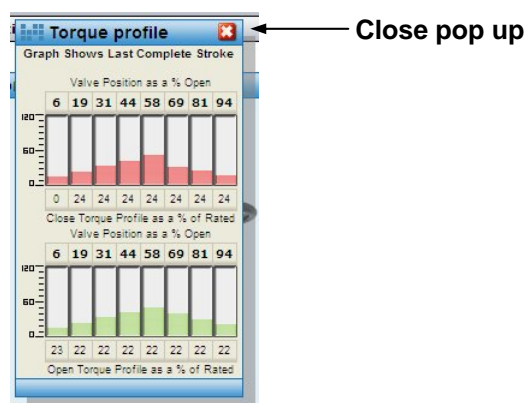 Torque profile
Close pop up
Graph Shows Last Complete Stroke
Valve Position as a % Open
6 19 31 44 58 69 81 94
120
60
0
0 24 24 24 24 24 24 24
Close Torque Profile as a % of Rated
Valve Position as a % Open
6 19 31 44 58 69 81 94
120
60
0
23 22 22 22 22 22 22 22
Open Torque Profile as a % of Rated